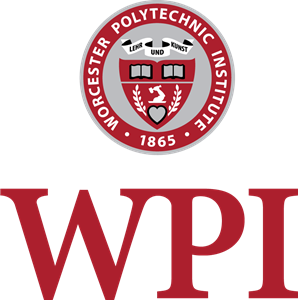 WORCESTER POLYTECHNIC INSTITUTE
LEHR UND KUNST
· 1865 ·
WPI